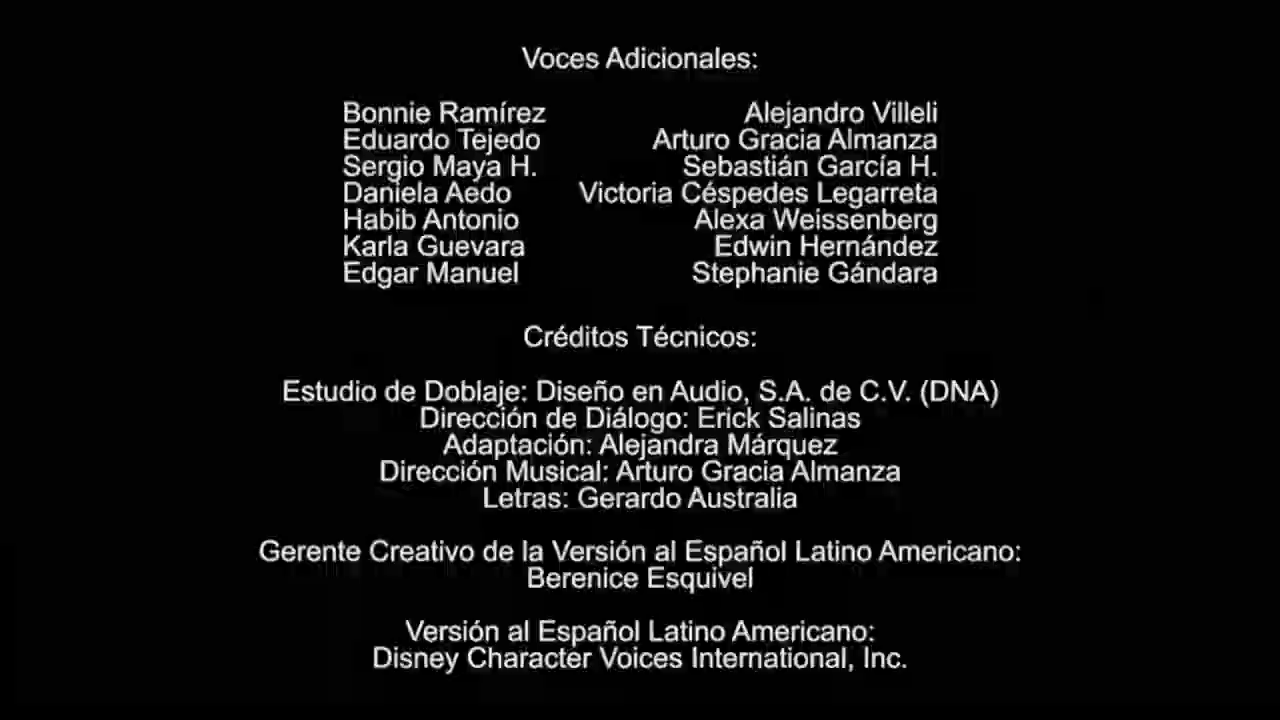 Voces Adicionales:
Bonnie Ramírez Alejandro Villeli
Eduardo Tejedo Arturo Gracia Almanza
Sergio Maya H. Sebastián García H.
Daniela Aedo Victoria Céspedes Legarreta
Habib Antonio Alexa Weissenberg
Karla Guevara Edwin Hernández
Edgar Manuel Stephanie Gándara
Créditos Técnicos:
Estudio de Doblaje: Diseño en Audio, S.A. de C.V. (DNA)
Dirección de Diálogo: Erick Salinas
Adaptación: Alejandra Márquez
Dirección Musical: Arturo Gracia Almanza
Letras: Gerardo Australia
Gerente Creativo de la Versión al Español Latino Americano:
Berenice Esquivel
Versión al Español Latino Americano:
Disney Character Voices International, Inc.